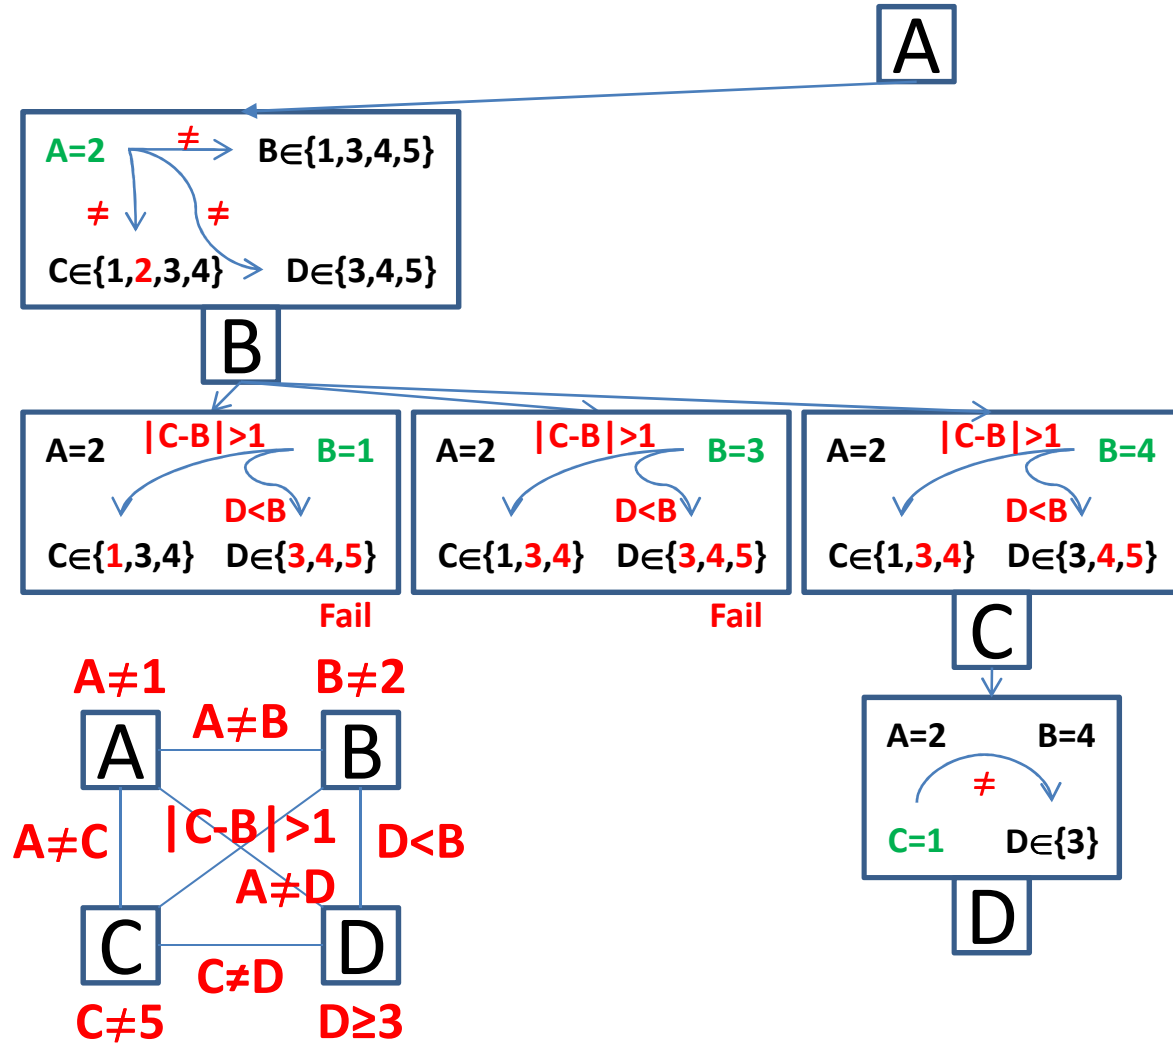 A
A=2 ≠ B∈{1,3,4,5}
≠ ≠
C∈{1,2,3,4} D∈{3,4,5}
B
A=2 |C-B|>1 B=1
D<B
C∈{1,3,4} D∈{3,4,5}
Fail
A=2 |C-B|>1 B=3
D<B
C∈{1,3,4} D∈{3,4,5}
Fail
A=2 |C-B|>1 B=4
D<B
C∈{1,3,4} D∈{3,4,5}
C
A=2 B=4
≠
C=1 D∈{3}
D
A≠1 B≠2
A≠B
A B
A≠C |C-B|>1 D<B
A≠D
C D
C≠D
C≠5 D≥3